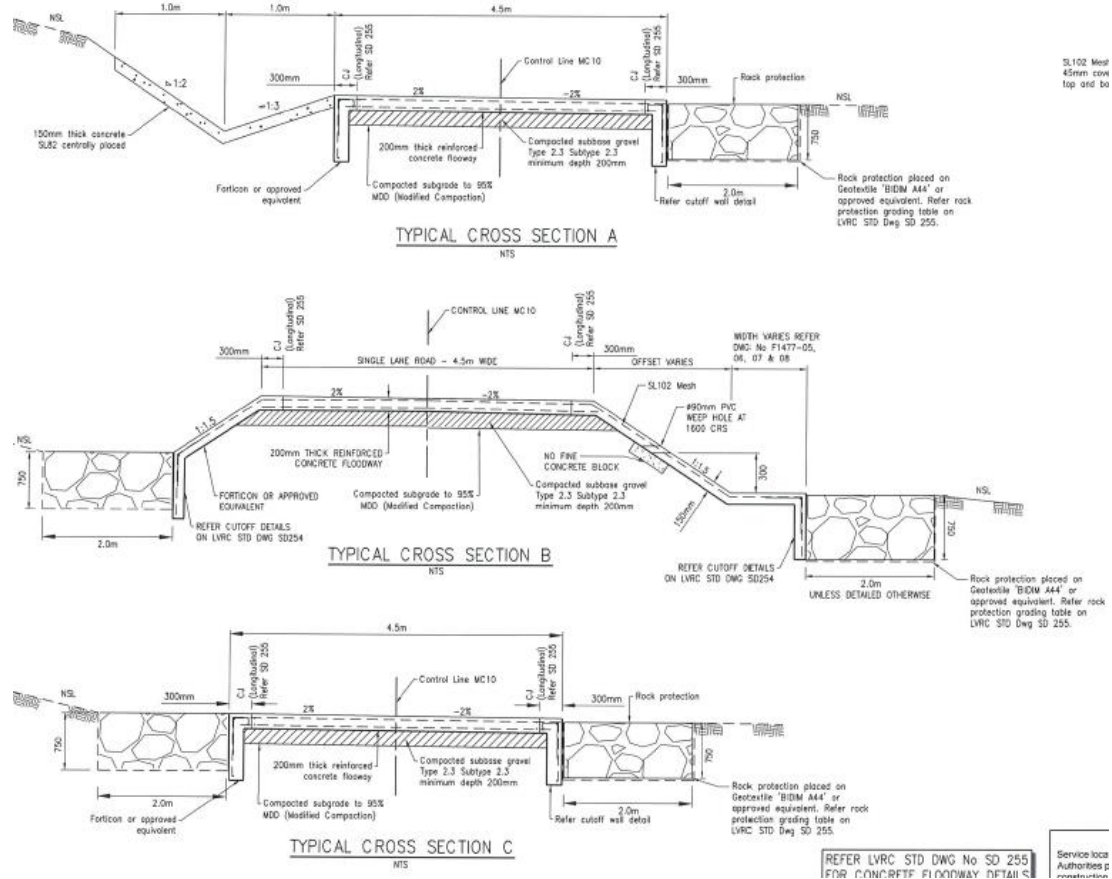 NSL
1.0m
1.0m
4.5m
CJ
(Longitudinal)
Refer SD 255
Control Line MC10
CJ
(Longitudinal)
Refer SD 255
300mm
300mm
Rock protection
NSL
1:2
1:3
2%
-2%
150mm thick concrete
SL82 centrally placed
200mm thick reinforced
concrete flooway
Compacted subbase gravel
Type 2.3 Subtype 2.3
minimum depth 200mm
750
Forticon or approved
equivalent
Compacted subgrade to 95%
MDD (Modified Compaction)
2.0m
Refer cutoff wall detail
Rock protection placed on
Geotextile 'BIDIM A44' or
approved equivalent. Refer rock
protection grading table on
LVRC STD Dwg SD 255.
SL102 Mesh
45mm cove
top and bo
TYPICAL CROSS SECTION A
NTS
CJ
(Longitudinal)
Refer SD 255
CONTROL LINE MC10
CJ
(Longitudinal)
Refer SD 255
WIDTH VARIES REFER
DWG No F1477-05,
06, 07 & 08
300mm
SINGLE LANE ROAD - 4.5m WIDE
300mm
OFFSET VARIES
SL102 Mesh
2%
-2%
ø90mm PVC
WEEP HOLE AT
1600 CRS
1:1.5
NSL
200mm THICK REINFORCED
CONCRETE FLOODWAY
NO FINE
CONCRETE BLOCK
1:1.5
300
750
FORTICON OR APPROVED
EQUIVALENT
Compacted subgrade to 95%
MDD (Modified Compaction)
Compacted subbase gravel
Type 2.3 Subtype 2.3
minimum depth 200mm
150mm
NSL
750
2.0m
REFER CUTOFF DETAILS
ON LVRC STD DWG SD254
TYPICAL CROSS SECTION B
NTS
REFER CUTOFF DETAILS
ON LVRC STD DWG SD254
2.0m
UNLESS DETAILED OTHERWISE
Rock protection placed on
Geotextile 'BIDIM A44' or
approved equivalent. Refer rock
protection grading table on
LVRC STD Dwg SD 255.
4.5m
CJ
(Longitudinal)
Refer SD 255
Control Line MC10
CJ
(Longitudinal)
Refer SD 255
NSL
300mm
300mm
Rock protection
NSL
2%
-2%
750
200mm thick reinforced
concrete flooway
Compacted subbase gravel
Type 2.3 Subtype 2.3
minimum depth 200mm
750
2.0m
Forticon or approved
equivalent
Compacted subgrade to 95%
MDD (Modified Compaction)
2.0m
Refer cutoff wall detail
Rock protection placed on
Geotextile 'BIDIM A44' or
approved equivalent. Refer rock
protection grading table on
LVRC STD Dwg SD 255.
TYPICAL CROSS SECTION C
NTS
REFER LVRC STD DWG No SD 255
FOR CONCRETE FLOODWAY DETAILS
Service loca
Authorities p
construction